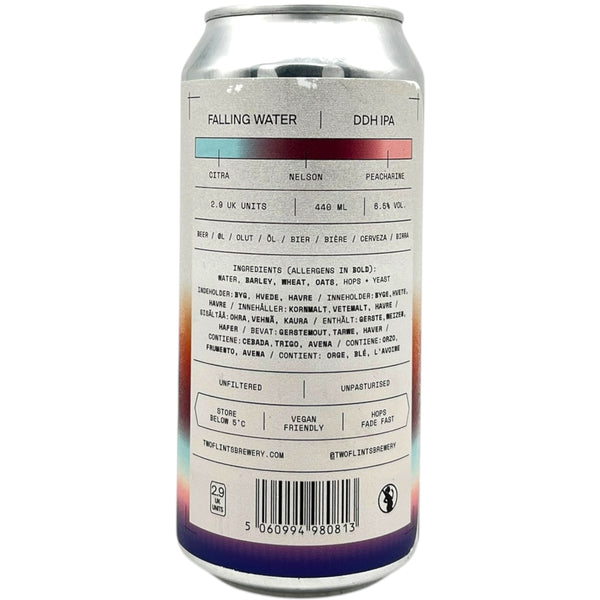 FALLING WATER | DDH IPA
CITRA NELSON PEACHARINE
2.9 UK UNITS | 440 ML | 6.5% VOL.
BEER / ØL / OLUT / ÖL / BIER / BIÈRE / CERVEZA / BIRRA
INGREDIENTS (ALLERGENS IN BOLD):
WATER, BARLEY, WHEAT, OATS, HOPS + YEAST
INDEHOLDER: BYG, HVEDE, HAVRE / INNEHOLDER: BYGE, HVETE,
HAVRE / INNEHÅLLER: KORNMALT, VETEMALT, HAVRE /
SISÄLTÄÄ: OHRA, VEHNÄ, KAURA / ENTHÄLT: GERSTE, WEIZEN,
HAFER / BEVAT: GERSTEMOUT, TARWE, HAVER /
CONTIENE: CEBADA, TRIGO, AVENA / CONTIENE: ORZO,
FRUMENTO, AVENA / CONTIENT: ORGE, BLÉ, L'AVOINE
UNFILTERED UNPASTURISED
STORE BELOW 5°C
VEGAN FRIENDLY
HOPS FADE FAST
TWOFLINTSBREWERY.COM @TWOFLINTSBREWERY
2.9
UK
UNITS
5 060994 980813